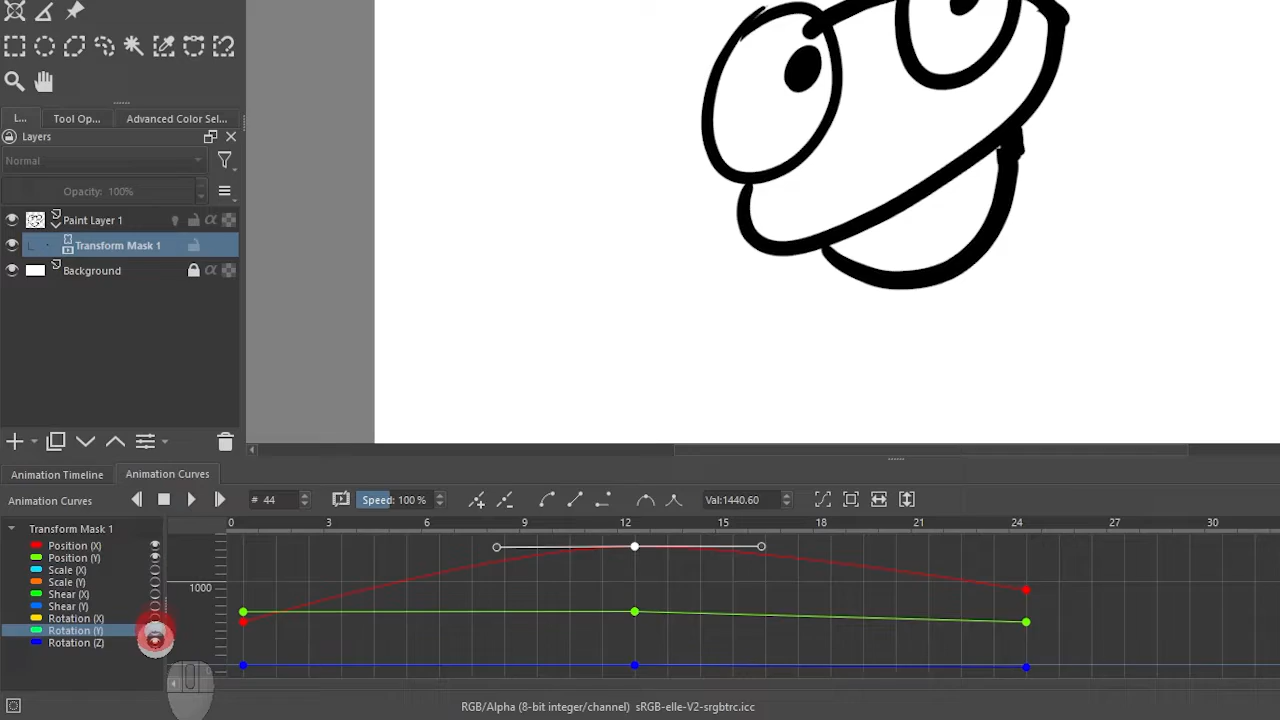 L... Tool Op... Advanced Color Sel...
Layers
Normal
Opacity: 100%
Paint Layer 1
Transform Mask 1
Background
Animation Timeline Animation Curves
Animation Curves # 44 Speed: 100 % Val:1440.60
0 3 6 9 12 15 18 21 24 27 30
Transform Mask 1
Position (X)
Position (Y)
Scale (X)
Scale (Y)
1000
Shear (X)
Shear (Y)
Rotation (X)
Rotation (Y)
Rotation (Z)
RGB/Alpha (8-bit integer/channel) sRGB-elle-V2-srgbtrc.icc